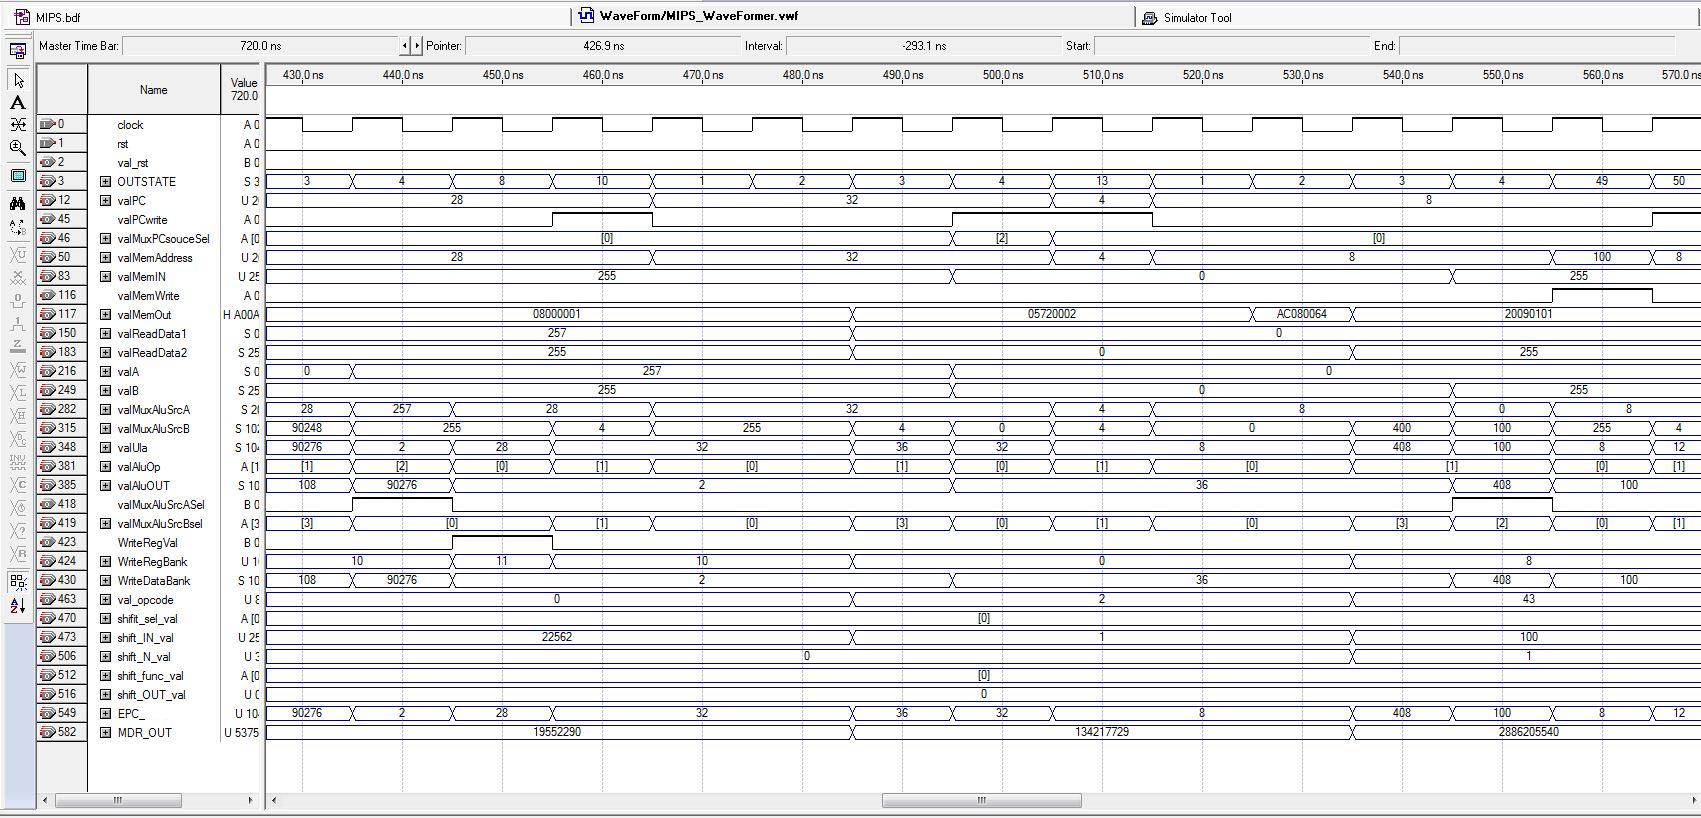 MIPS.bdf WaveForm/MIPS_WaveFormer.vwf Simulator Tool
Master Time Bar: 720.0 ns Pointer: 426.9 ns Interval: -293.1 ns Start: End:
Name Value 720.0 430.0 ns 440.0 ns 450.0 ns 460.0 ns 470.0 ns 480.0 ns 490.0 ns 500.0 ns 510.0 ns 520.0 ns 530.0 ns 540.0 ns 550.0 ns 560.0 ns 570.0 ns
0 clock A 0
1 rst A 0
2 val_rst B 0
3 OUTSTATE S 3 3 4 8 10 1 2 3 4 13 1 2 3 4 49 50
12 valPC U 2 28 32 4 8
45 valPCwrite A 0
46 valMuxPCsouceSel A [0 [0] [2] [0]
50 valMemAddress U 2 28 32 4 8 100 8
83 valMemIN U 25 255 0 255
116 valMemWrite A 0
117 valMemOut H A00A 08000001 05720002 AC080064 20090101
150 valReadData1 S 0 257 0
183 valReadData2 S 25 255 0 255
216 valA S 0 0 257 0
249 valB S 25 255 0 255
282 valMuxAluSrcA S 2 28 257 28 32 4 8 0 8
315 valMuxAluSrcB S 10 90248 255 4 255 4 0 4 0 400 100 255 4
348 valUla S 10 90276 2 28 32 36 32 8 408 100 8 12
381 valAluOp A [1 [1] [2] [0] [1] [0] [1] [0] [1] [0] [1] [0] [1]
385 valAluOUT S 10 108 90276 2 36 408 100
418 valMuxAluSrcASel B 0
419 valMuxAluSrcBsel A [3 [3] [0] [1] [0] [3] [0] [1] [0] [3] [2] [0] [1]
423 WriteRegVal B 0
424 WriteRegBank U 1 10 11 10 0 8
430 WriteDataBank S 10 108 90276 2 36 408 100
463 val_opcode U 8 0 2 43
470 shifit_sel_val A [0 [0]
473 shift_IN_val U 25 22562 1 100
506 shift_N_val U 3 0 1
512 shift_func_val A [0 [0]
516 shift_OUT_val U 0 0
549 EPC_ U 10 90276 2 28 32 36 32 8 408 100 8 12
582 MDR_OUT U 5375 19552290 134217729 2886205540